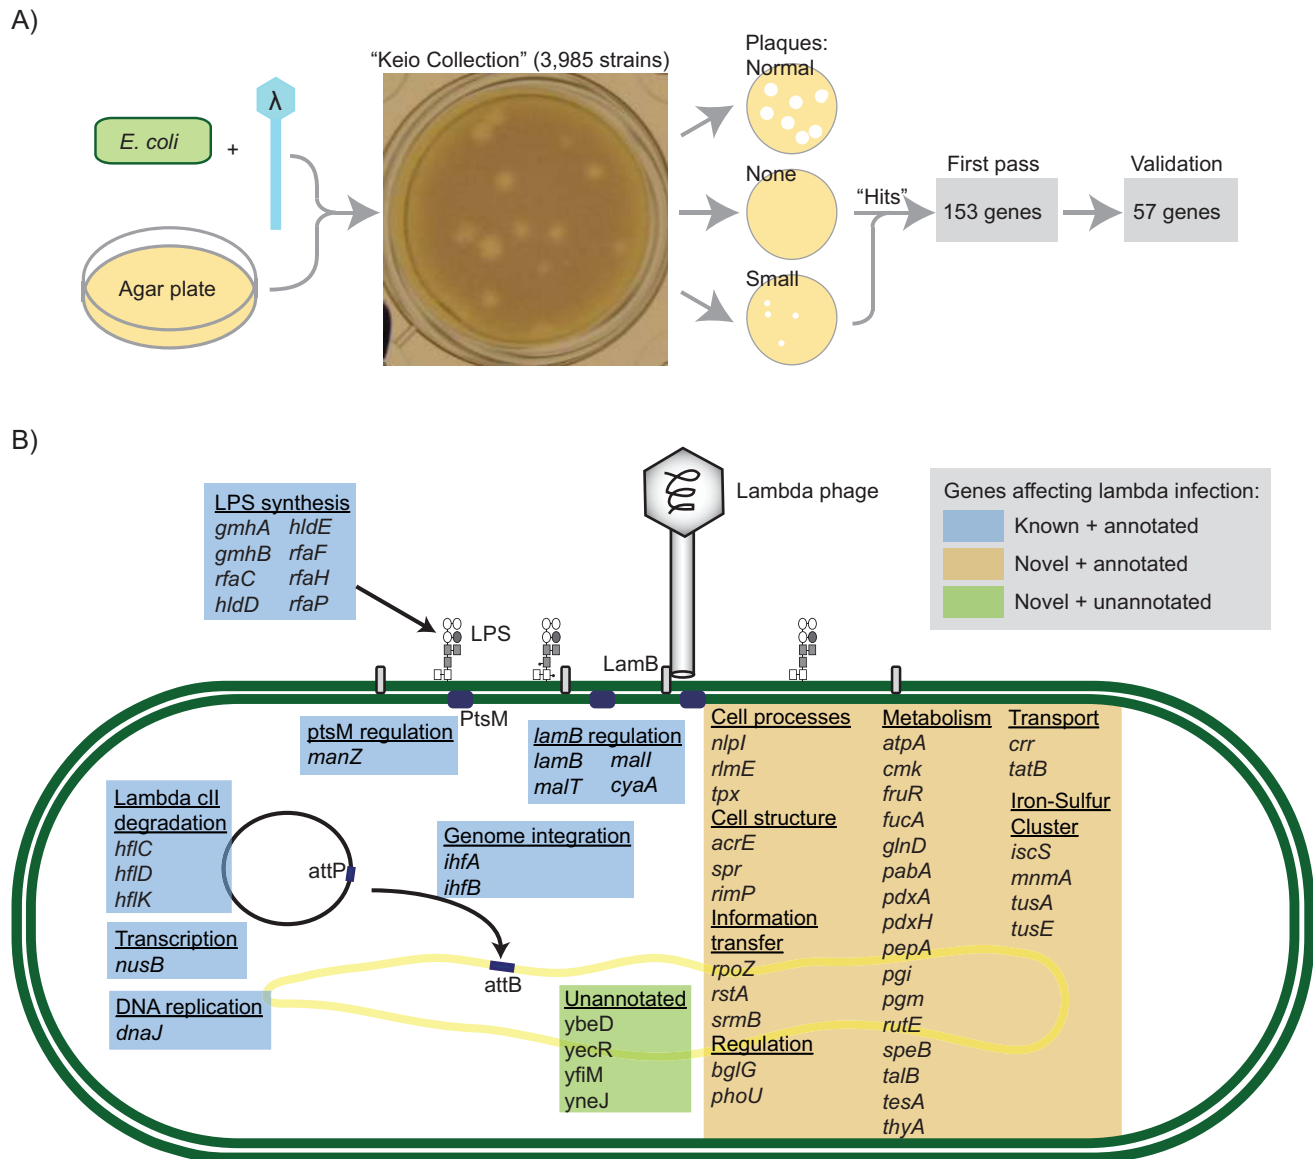 A)
"Keio Collection" (3,985 strains)
Plaques:
Normal
λ
E. coli
+
None
"Hits"
First pass
Validation
153 genes
57 genes
Agar plate
Small
B)
Lambda phage
Genes affecting lambda infection:
Known + annotated
Novel + annotated
Novel + unannotated
LPS synthesis
gmhA hldE
gmhB rfaF
rfaC rfaH
hldD rfaP
LPS
LamB
PtsM
ptsM regulation
manZ
lamB regulation
lamB malI
malT cyaA
Lambda cII
degradation
hflC
hflD
hflK
attP
Genome integration
ihfA
ihfB
Transcription
nusB
DNA replication
dnaJ
attB
Unannotated
ybeD
yecR
yfiM
yneJ
Cell processes
nlpI
rlmE
tpx
Cell structure
acrE
spr
rimP
Information
transfer
rpoZ
rstA
srmB
Regulation
bglG
phoU
Metabolism
atpA
cmk
fruR
fucA
glnD
pabA
pdxA
pdxH
pepA
pgi
pgm
rutE
speB
talB
tesA
thyA
Transport
crr
tatB
Iron-Sulfur
Cluster
iscS
mnmA
tusA
tusE